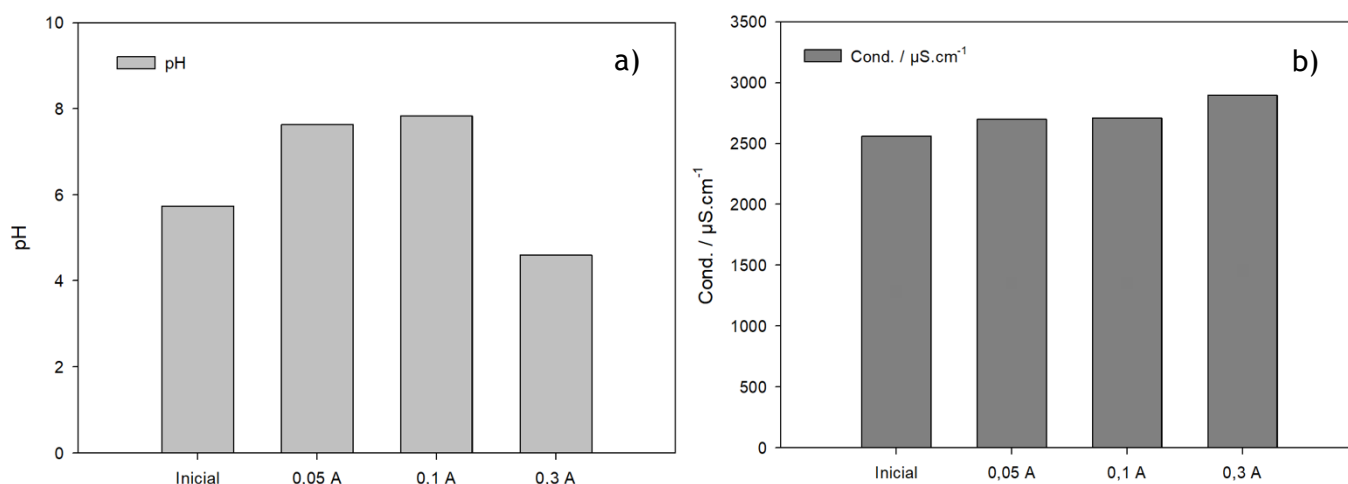 10
8
6
4
2
0
pH
pH
a)
Inicial
0,05 A
0,1 A
0,3 A
3500
3000
2500
2000
1500
1000
500
0
Cond. / µS.cm⁻¹
Cond. / µS.cm⁻¹
b)
Inicial
0,05 A
0,1 A
0,3 A